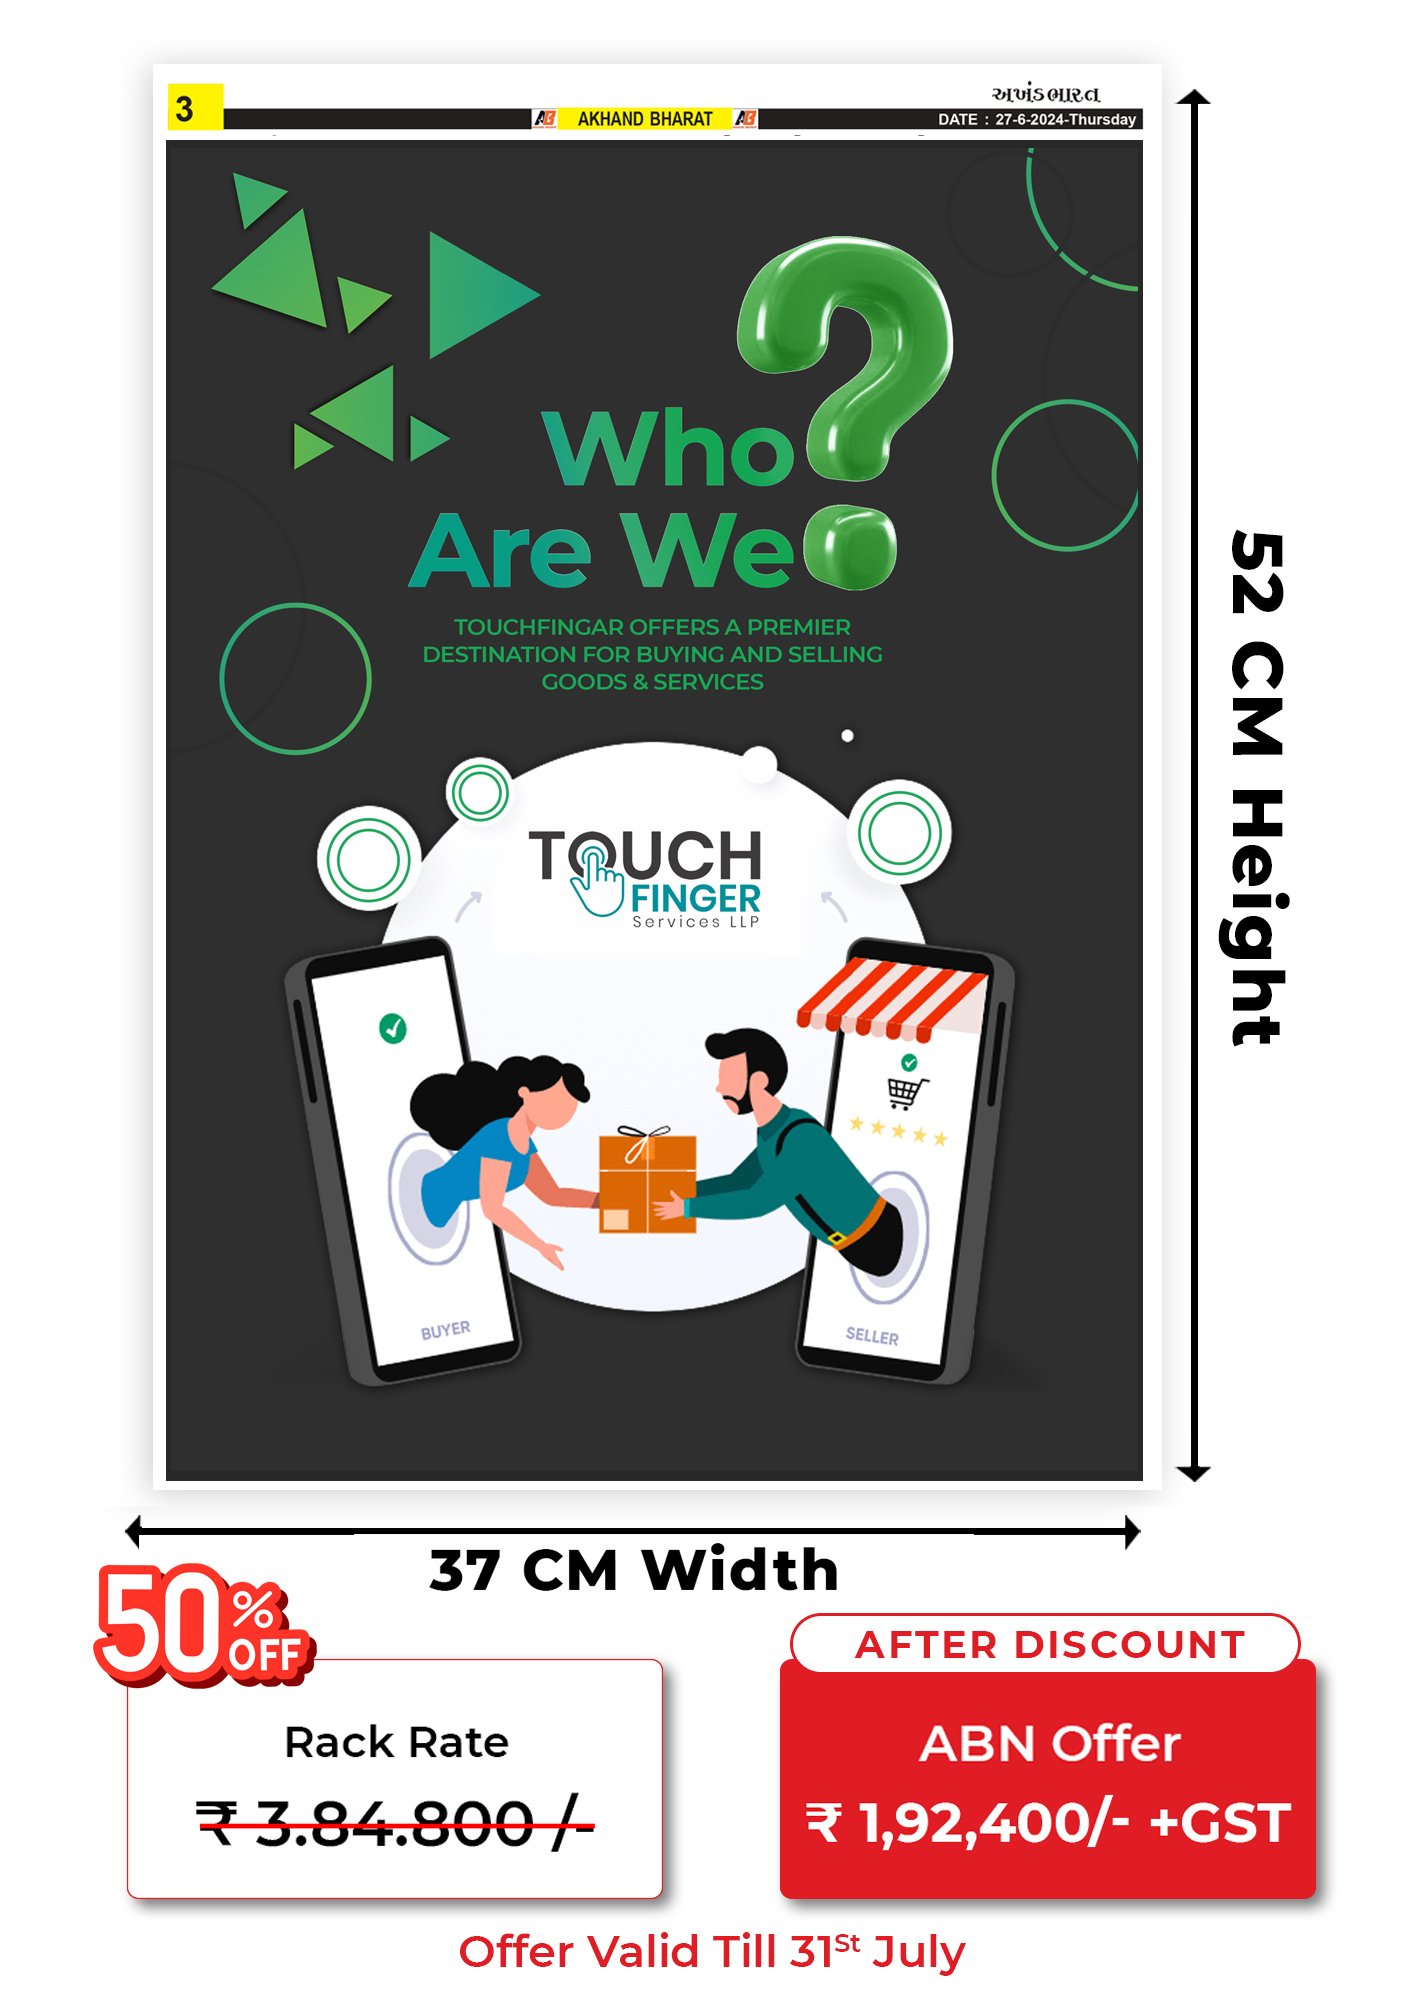 અખંડ ભારત
3
AB AKHAND BHARAT AB
DATE : 27-6-2024-Thursday
Who
Are We?
TOUCHFINGAR OFFERS A PREMIER
DESTINATION FOR BUYING AND SELLING
GOODS & SERVICES
TOUCH
FINGER
Services LLP
BUYER
SELLER
52 CM Height
37 CM Width
50% OFF
Rack Rate
₹ 3.84.800/-
AFTER DISCOUNT
ABN Offer
₹ 1,92,400/- +GST
Offer Valid Till 31St July